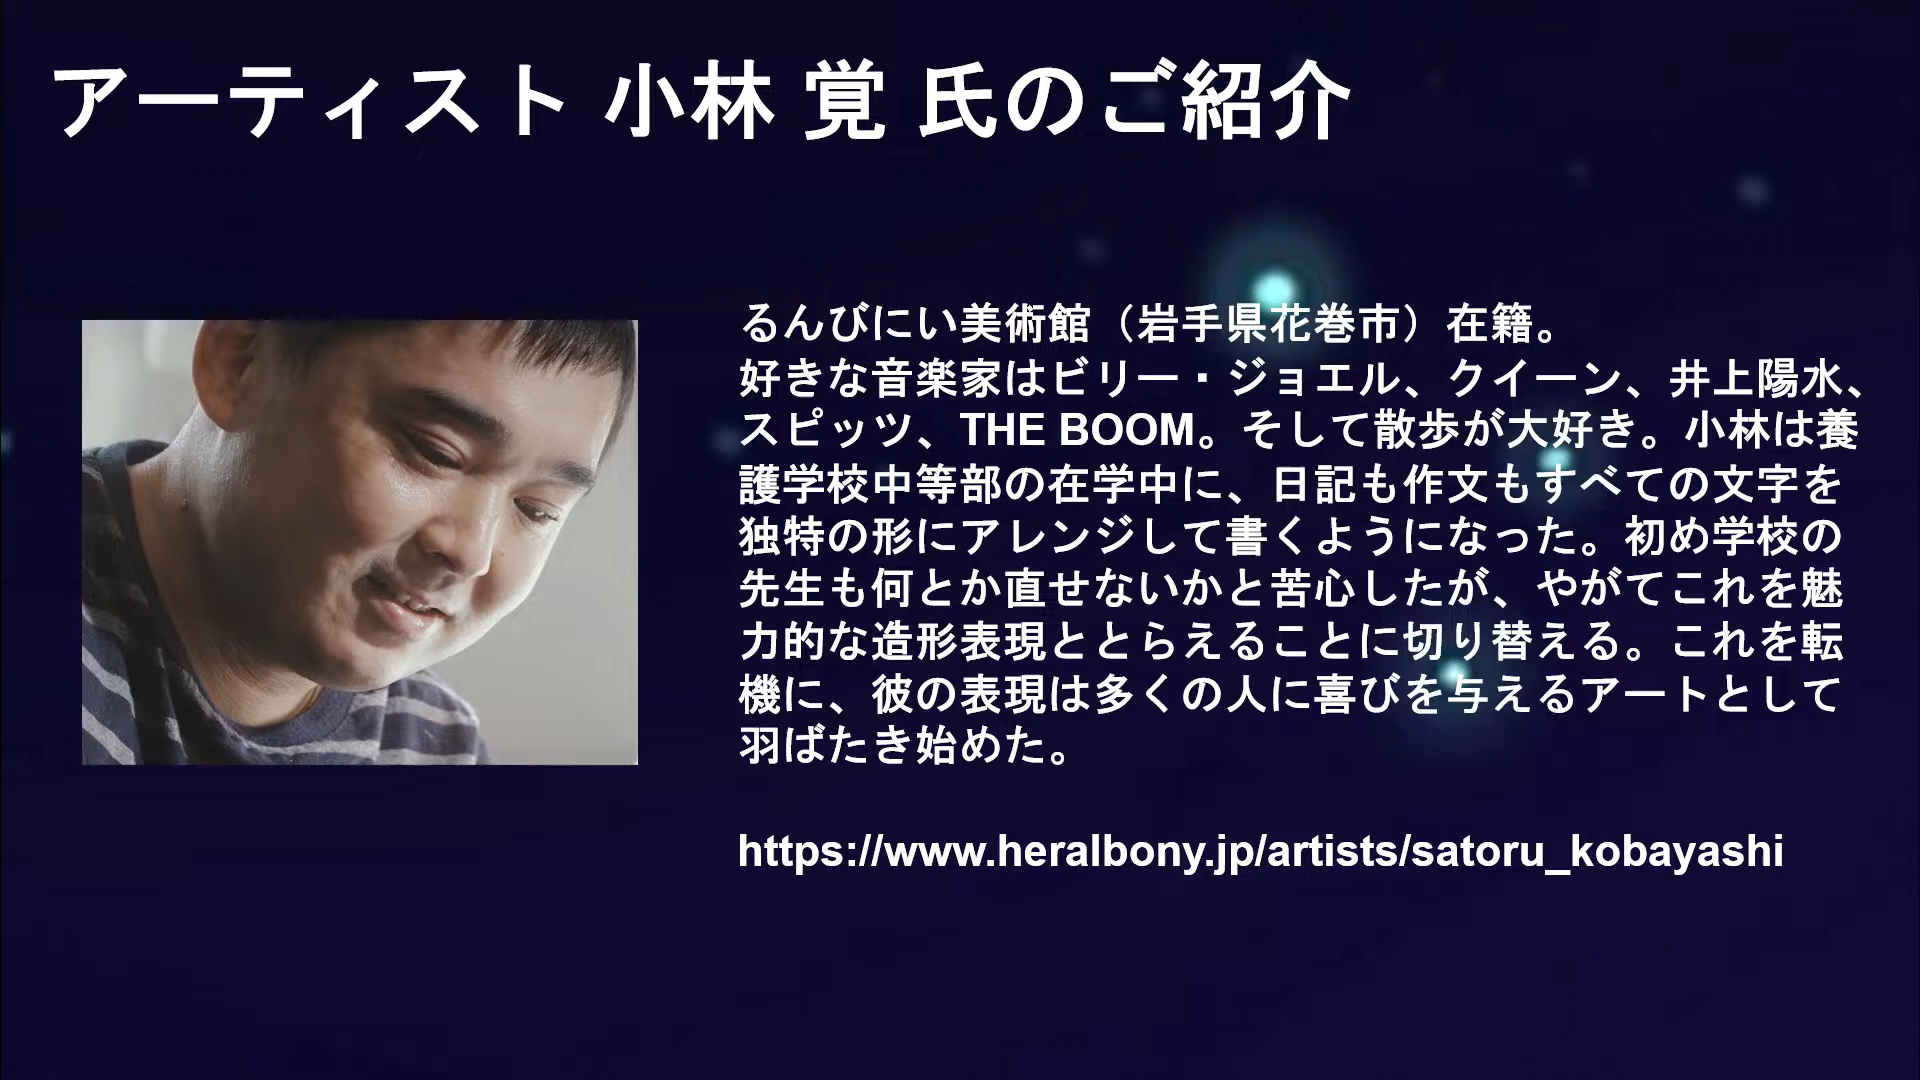 アーティスト 小林 覚 氏のご紹介
るんびにい美術館（岩手県花巻市）在籍。
好きな音楽家はビリー・ジョエル、クイーン、井上陽水、
スピッツ、THE BOOM。そして散歩が大好き。小林は養
護学校中等部の在学中に、日記も作文もすべての文字を
独特の形にアレンジして書くようになった。初め学校の
先生も何とか直せないかと苦心したが、やがてこれを魅
力的な造形表現ととらえることに切り替える。これを転
機に、彼の表現は多くの人に喜びを与えるアートとして
羽ばたき始めた。
https://www.heralbony.jp/artists/satoru_kobayashi